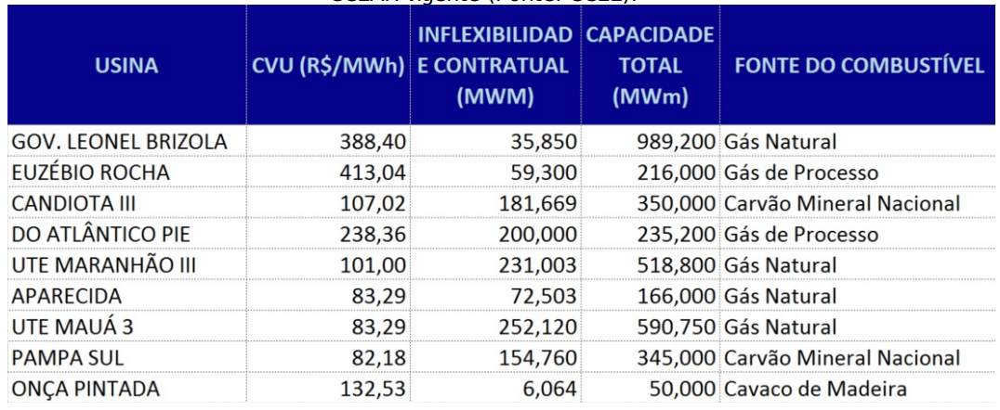 USINA CVU (R$/MWh) INFLEXIBILIDAD E CONTRATUAL (MWM) CAPACIDADE TOTAL (MWm) FONTE DO COMBUSTÍVEL
GOV. LEONEL BRIZOLA 388,40 35,850 989,200 Gás Natural
EUZÉBIO ROCHA 413,04 59,300 216,000 Gás de Processo
CANDIOTA III 107,02 181,669 350,000 Carvão Mineral Nacional
DO ATLÂNTICO PIE 238,36 200,000 235,200 Gás de Processo
UTE MARANHÃO III 101,00 231,003 518,800 Gás Natural
APARECIDA 83,29 72,503 166,000 Gás Natural
UTE MAUÁ 3 83,29 252,120 590,750 Gás Natural
PAMPA SUL 82,18 154,760 345,000 Carvão Mineral Nacional
ONÇA PINTADA 132,53 6,064 50,000 Cavaco de Madeira